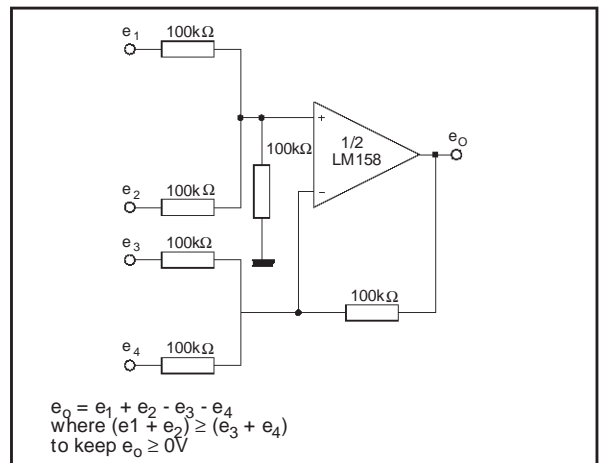 e1
100kΩ
100kΩ
+
1/2
LM158
eO
-
e2
100kΩ
e3
100kΩ
100kΩ
e4
100kΩ
eo = e1 + e2 - e3 - e4
where (e1 + e2) ≥ (e3 + e4)
to keep eo ≥ 0V